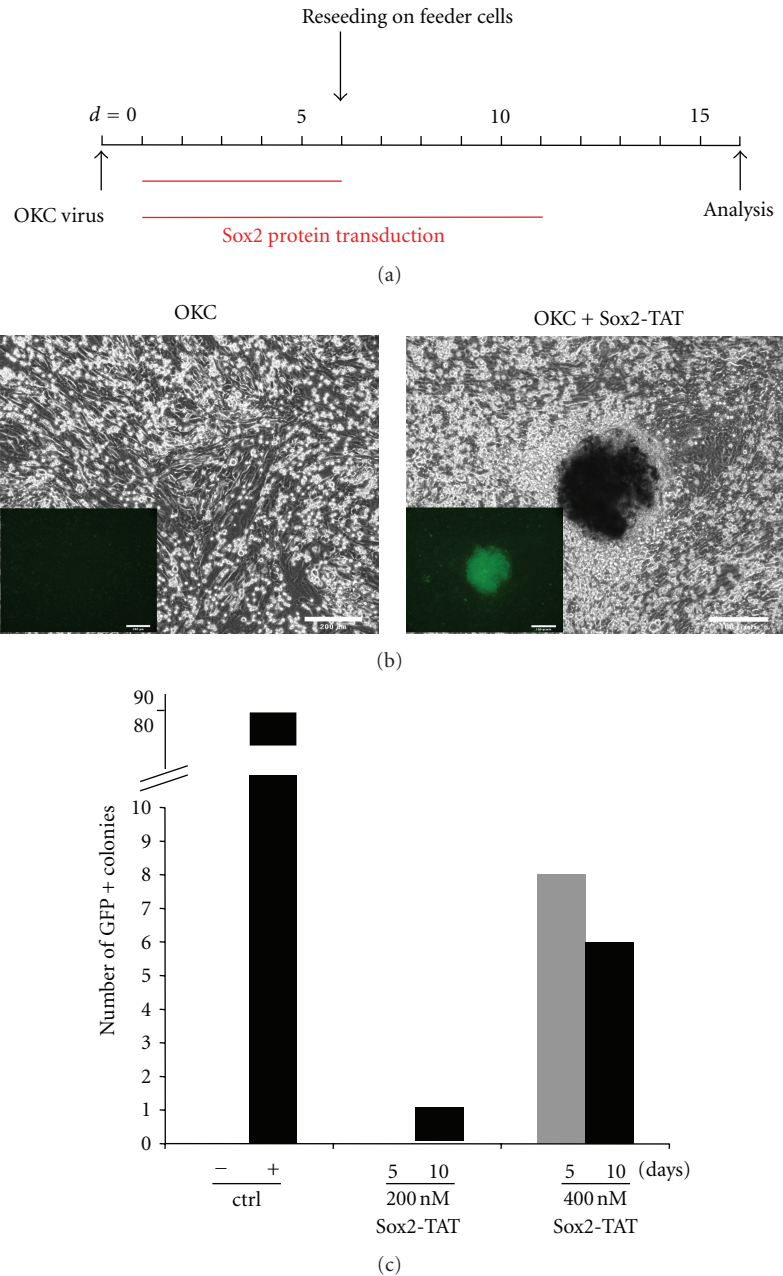 Reseeding on feeder cells
d = 0 5 10 15
OKC virus
Analysis
Sox2 protein transduction
(a)
OKC
OKC + Sox2-TAT
200 µm
(b)
90
80
10
9
8
7
6
5
4
3
2
1
0
Number of GFP + colonies
− + 5 10 5 10 (days)
ctrl 200 nM 400 nM
Sox2-TAT Sox2-TAT
(c)